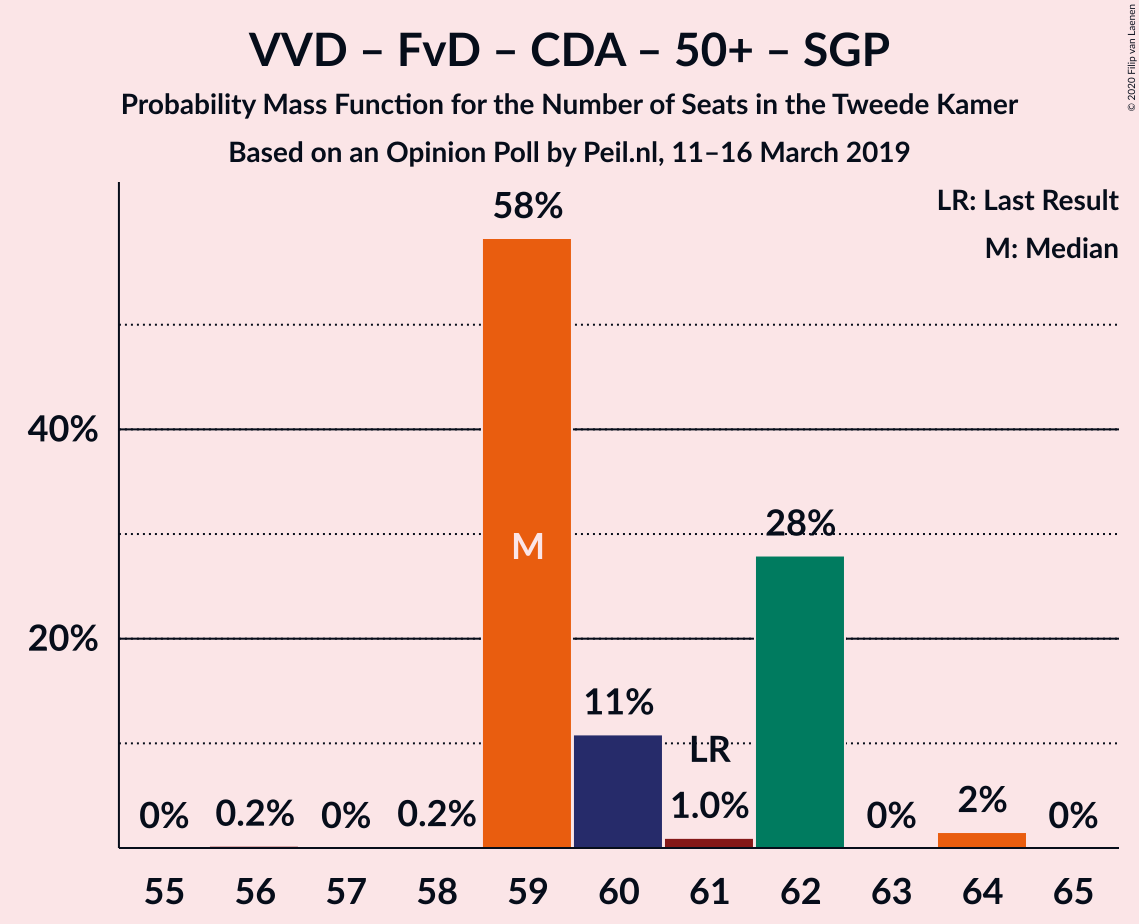 VVD – FvD – CDA – 50+ – SGP
Probability Mass Function for the Number of Seats in the Tweede Kamer
Based on an Opinion Poll by Peil.nl, 11–16 March 2019
© 2020 Filip van Laenen
LR: Last Result
M: Median
58%
40%
M
28%
20%
11%
LR
0% 0.2% 0% 0.2% 1.0% 0% 2% 0%
55 56 57 58 59 60 61 62 63 64 65